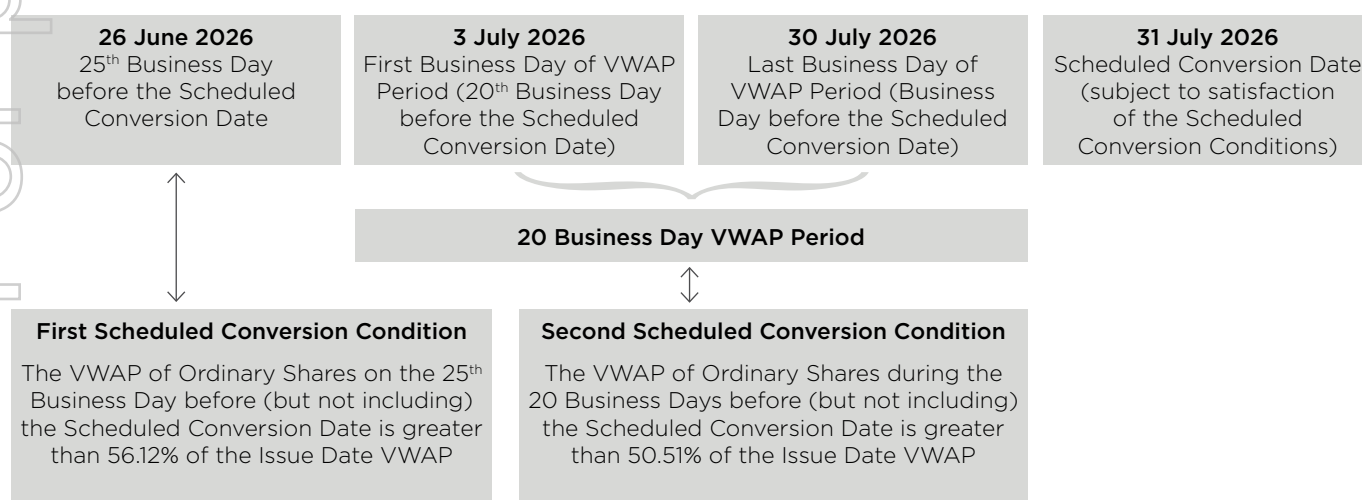 26 June 2026
25th Business Day
before the Scheduled
Conversion Date
3 July 2026
First Business Day of VWAP
Period (20th Business Day
before the Scheduled
Conversion Date)
30 July 2026
Last Business Day of
VWAP Period (Business
Day before the Scheduled
Conversion Date)
31 July 2026
Scheduled Conversion Date
(subject to satisfaction
of the Scheduled
Conversion Conditions)
20 Business Day VWAP Period
First Scheduled Conversion Condition
The VWAP of Ordinary Shares on the 25th
Business Day before (but not including)
the Scheduled Conversion Date is greater
than 56.12% of the Issue Date VWAP
Second Scheduled Conversion Condition
The VWAP of Ordinary Shares during the
20 Business Days before (but not including)
the Scheduled Conversion Date is greater
than 50.51% of the Issue Date VWAP